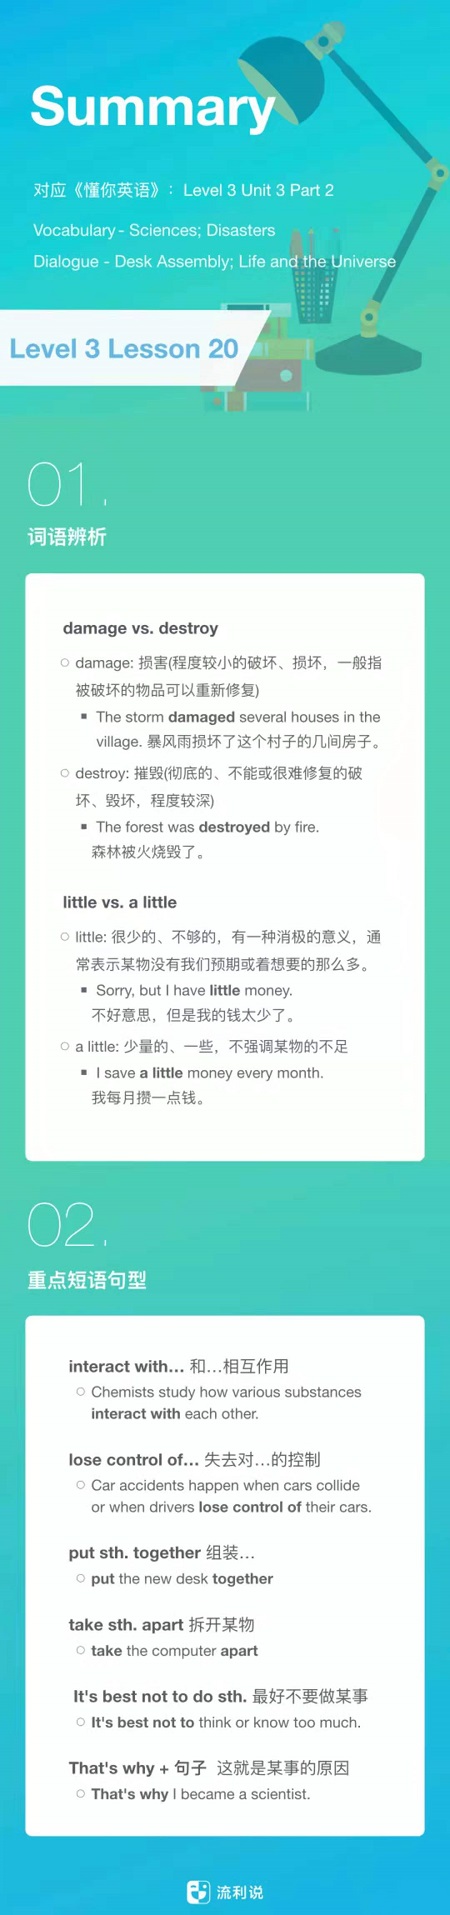 Summary
对应《懂你英语》：Level 3 Unit 3 Part 2
Vocabulary - Sciences; Disasters
Dialogue - Desk Assembly; Life and the Universe
Level 3 Lesson 20
01.
词语辨析
damage vs. destroy
damage: 损害(程度较小的破坏、损坏，一般指
被破坏的物品可以重新修复)
The storm damaged several houses in the
village. 暴风雨损坏了这个村子的几间房子。
destroy: 摧毁(彻底的、不能或很难修复的破
坏、毁坏，程度较深)
The forest was destroyed by fire.
森林被火烧毁了。
little vs. a little
little: 很少的、不够的，有一种消极的意义，通
常表示某物没有我们预期或着想要的那么多。
Sorry, but I have little money.
不好意思，但是我的钱太少了。
a little: 少量的、一些，不强调某物的不足
I save a little money every month.
我每月攒一点钱。
02.
重点短语句型
interact with... 和…相互作用
Chemists study how various substances
interact with each other.
lose control of... 失去对…的控制
Car accidents happen when cars collide
or when drivers lose control of their cars.
put sth. together 组装…
put the new desk together
take sth. apart 拆开某物
take the computer apart
It's best not to do sth. 最好不要做某事
It's best not to think or know too much.
That's why + 句子 这就是某事的原因
That's why I became a scientist.
流利说